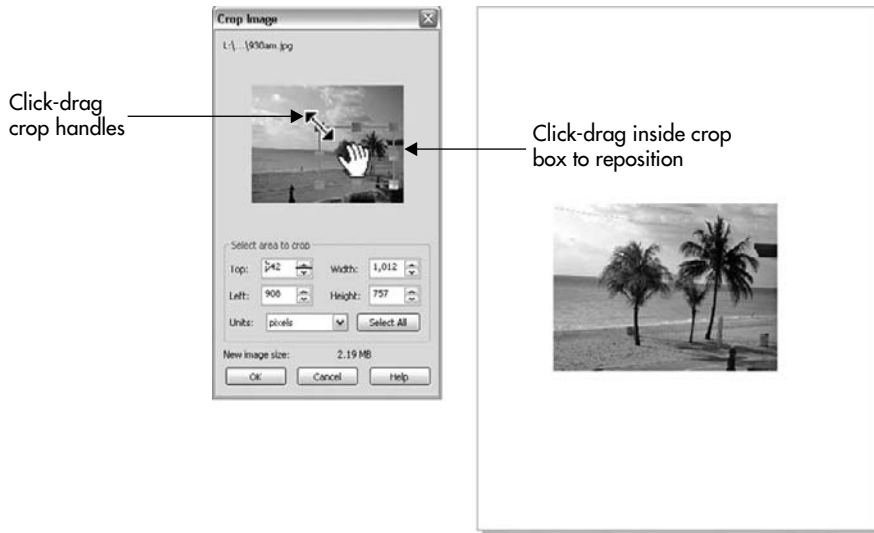 Crop Image
L:\...\930am.jpg
Click-drag
crop handles
Click-drag inside crop
box to reposition
Select area to crop
Top: 542 Width: 1,012
Left: 908 Height: 757
Units: pixels Select All
New image size: 2.19 MB
OK Cancel Help